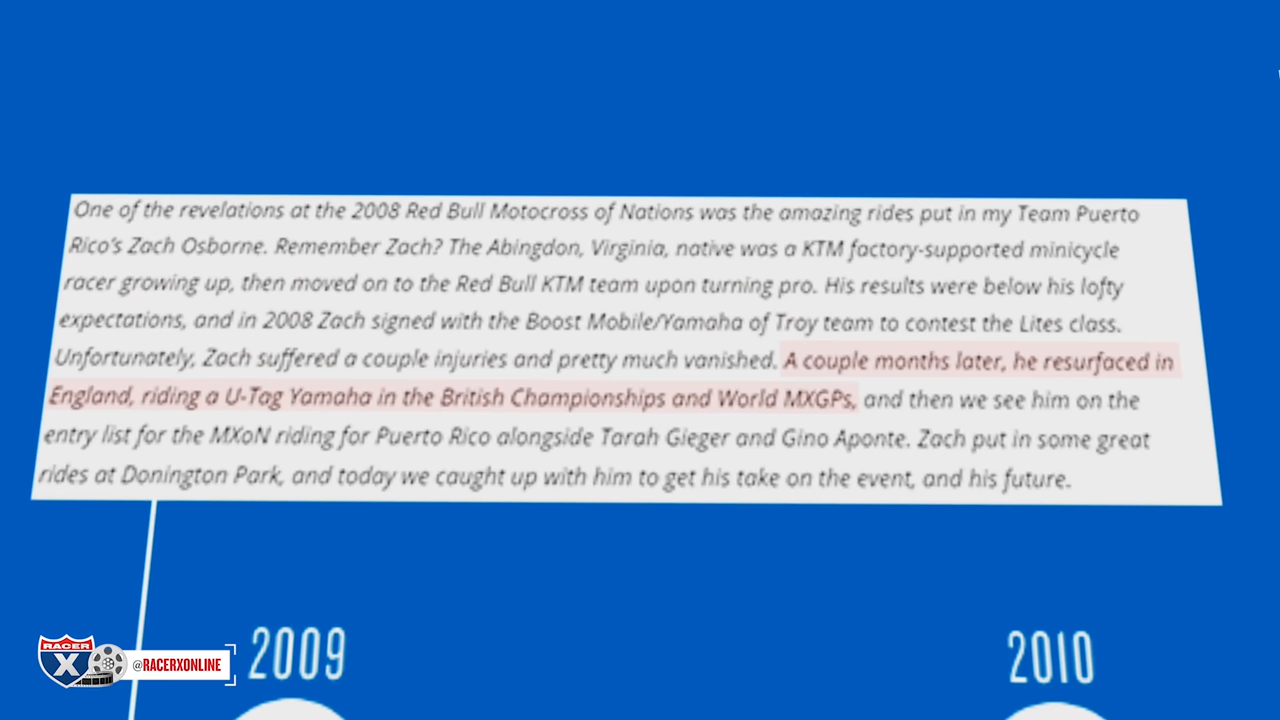 One of the revelations at the 2008 Red Bull Motocross of Nations was the amazing rides put in my Team Puerto
Rico's Zach Osborne. Remember Zach? The Abingdon, Virginia, native was a KTM factory-supported minicycle
racer growing up, then moved on to the Red Bull KTM team upon turning pro. His results were below his lofty
expectations, and in 2008 Zach signed with the Boost Mobile/Yamaha of Troy team to contest the Lites class.
Unfortunately, Zach suffered a couple injuries and pretty much vanished. A couple months later, he resurfaced in
England, riding a U-Tag Yamaha in the British Championships and World MXGPs, and then we see him on the
entry list for the MXoN riding for Puerto Rico alongside Tarah Gieger and Gino Aponte. Zach put in some great
rides at Donington Park, and today we caught up with him to get his take on the event, and his future.
2009
2010
RACER
X
@RACERXONLINE